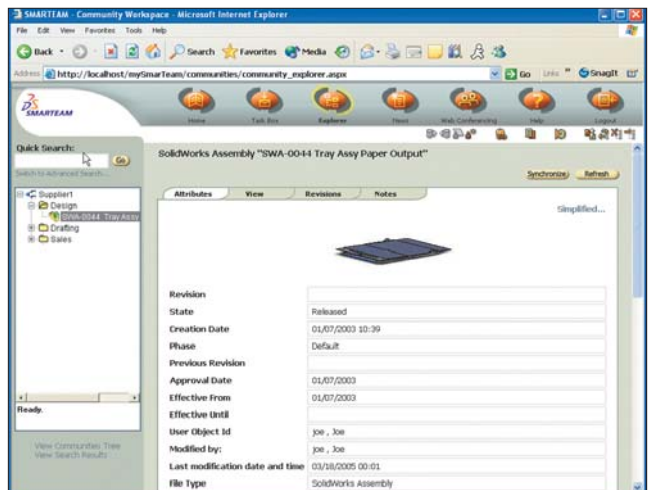 SMARTEAM - Community Workspace - Microsoft Internet Explorer
File Edit View Favorites Tools Help
Back Search Favorites Media
Address http://localhost/mySmarTeam/communities/community_explorer.aspx Go Links » SnagIt
SMARTEAM
Home Task Box Explorer News Web Conferencing Help Logout
Quick Search:
Go
Switch to Advanced Search...
SolidWorks Assembly "SWA-0044 Tray Assy Paper Output"
Synchronize Refresh
Attributes View Revisions Notes
Simplified...
Supplier1
Design
SWA-0044 Tray Assy
Drafting
Sales
Revision
State Released
Creation Date 01/07/2003 10:39
Phase Default
Previous Revision
Approval Date 01/07/2003
Effective From 01/07/2003
Effective Until
User Object Id joe , Joe
Modified by: joe , Joe
Last modification date and time 03/18/2005 00:01
File Type SolidWorks Assembly
Ready.
View Communities Tree
View Search Results